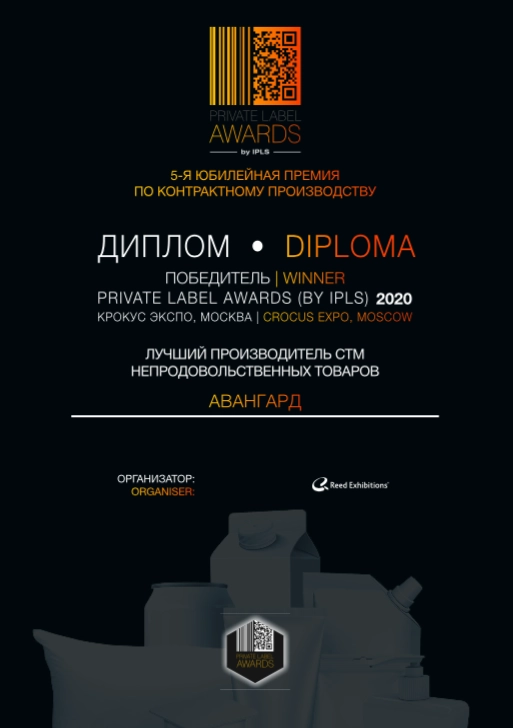 PRIVATE LABEL
AWARDS
by IPLS
5-Я ЮБИЛЕЙНАЯ ПРЕМИЯ
ПО КОНТРАКТНОМУ ПРОИЗВОДСТВУ
ДИПЛОМ • DIPLOMA
ПОБЕДИТЕЛЬ | WINNER
PRIVATE LABEL AWARDS (BY IPLS) 2020
КРОКУС ЭКСПО, МОСКВА | CROCUS EXPO, MOSCOW
ЛУЧШИЙ ПРОИЗВОДИТЕЛЬ СТМ
НЕПРОДОВОЛЬСТВЕННЫХ ТОВАРОВ
АВАНГАРД
ОРГАНИЗАТОР:
ORGANISER:
Reed Exhibitions®
PRIVATE LABEL
AWARDS